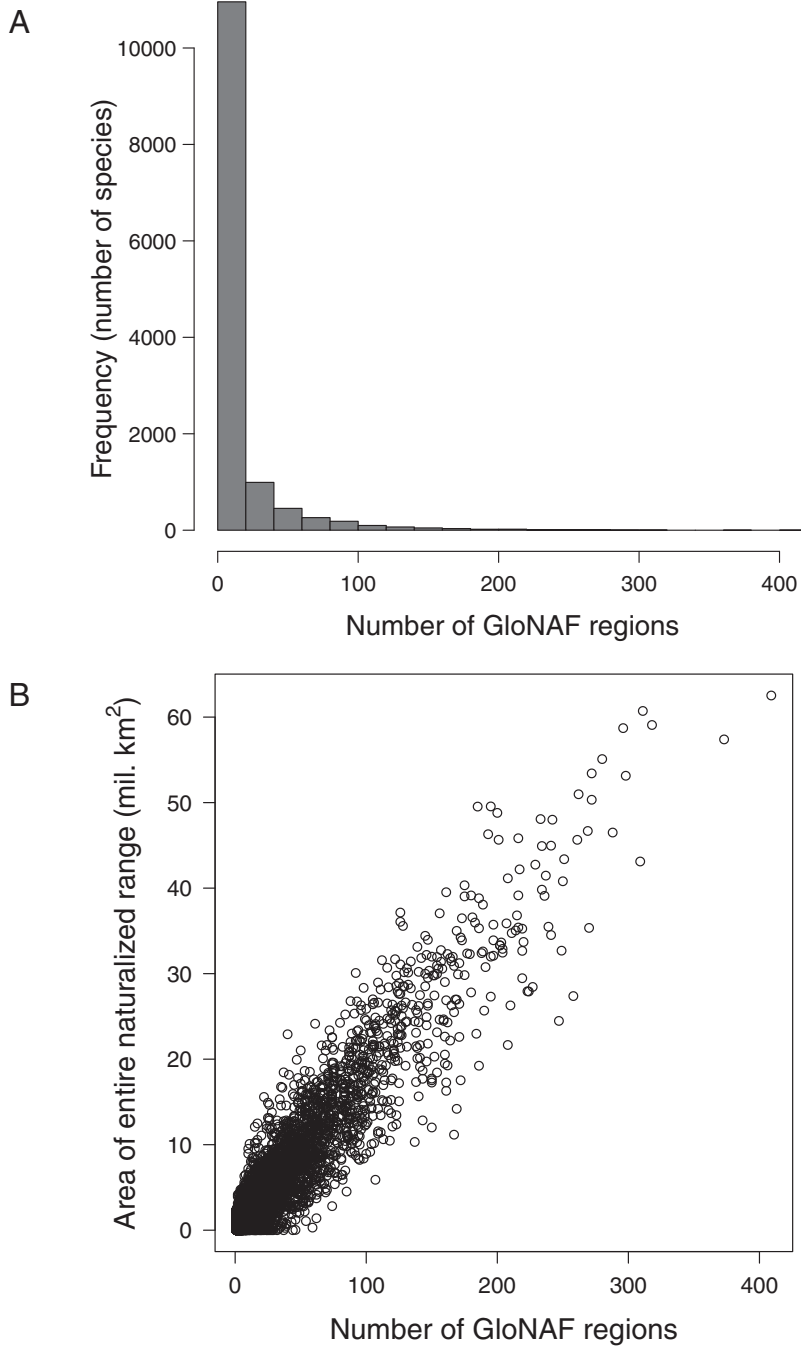 A
Frequency (number of species)
10000
8000
6000
4000
2000
0
0 100 200 300 400
Number of GloNAF regions
B
Area of entire naturalized range (mil. km²)
60
50
40
30
20
10
0
0 100 200 300 400
Number of GloNAF regions